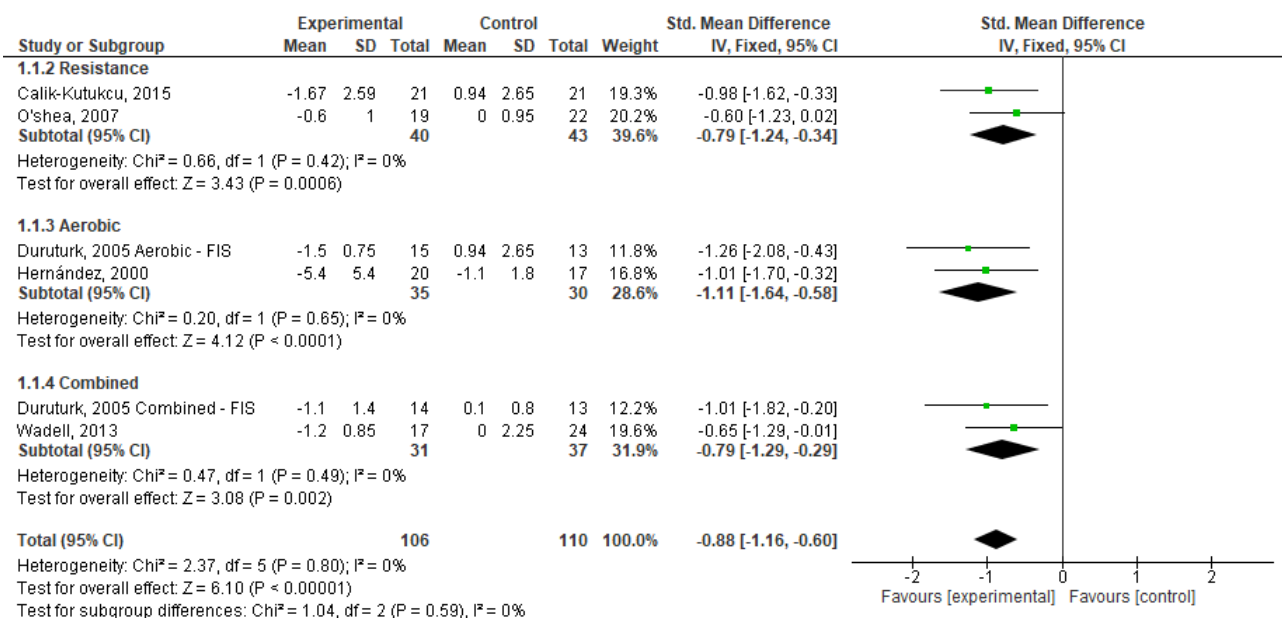 Experimental Control Std. Mean Difference Std. Mean Difference
Study or Subgroup Mean SD Total Mean SD Total Weight IV, Fixed, 95% CI IV, Fixed, 95% CI
1.1.2 Resistance
Calik-Kutukcu, 2015 -1.67 2.59 21 0.94 2.65 21 19.3% -0.98 [-1.62, -0.33]
O'shea, 2007 -0.6 1 19 0 0.95 22 20.2% -0.60 [-1.23, 0.02]
Subtotal (95% CI) 40 43 39.6% -0.79 [-1.24, -0.34]
Heterogeneity: Chi² = 0.66, df = 1 (P = 0.42); I² = 0%
Test for overall effect: Z = 3.43 (P = 0.0006)
1.1.3 Aerobic
Duruturk, 2005 Aerobic - FIS -1.5 0.75 15 0.94 2.65 13 11.8% -1.26 [-2.08, -0.43]
Hernández, 2000 -5.4 5.4 20 -1.1 1.8 17 16.8% -1.01 [-1.70, -0.32]
Subtotal (95% CI) 35 30 28.6% -1.11 [-1.64, -0.58]
Heterogeneity: Chi² = 0.20, df = 1 (P = 0.65); I² = 0%
Test for overall effect: Z = 4.12 (P < 0.0001)
1.1.4 Combined
Duruturk, 2005 Combined - FIS -1.1 1.4 14 0.1 0.8 13 12.2% -1.01 [-1.82, -0.20]
Wadell, 2013 -1.2 0.85 17 0 2.25 24 19.6% -0.65 [-1.29, -0.01]
Subtotal (95% CI) 31 37 31.9% -0.79 [-1.29, -0.29]
Heterogeneity: Chi² = 0.47, df = 1 (P = 0.49); I² = 0%
Test for overall effect: Z = 3.08 (P = 0.002)
Total (95% CI) 106 110 100.0% -0.88 [-1.16, -0.60]
Heterogeneity: Chi² = 2.37, df = 5 (P = 0.80); I² = 0%
Test for overall effect: Z = 6.10 (P < 0.00001)
Test for subgroup differences: Chi² = 1.04, df = 2 (P = 0.59), I² = 0%
-2 -1 0 1 2
Favours [experimental] Favours [control]